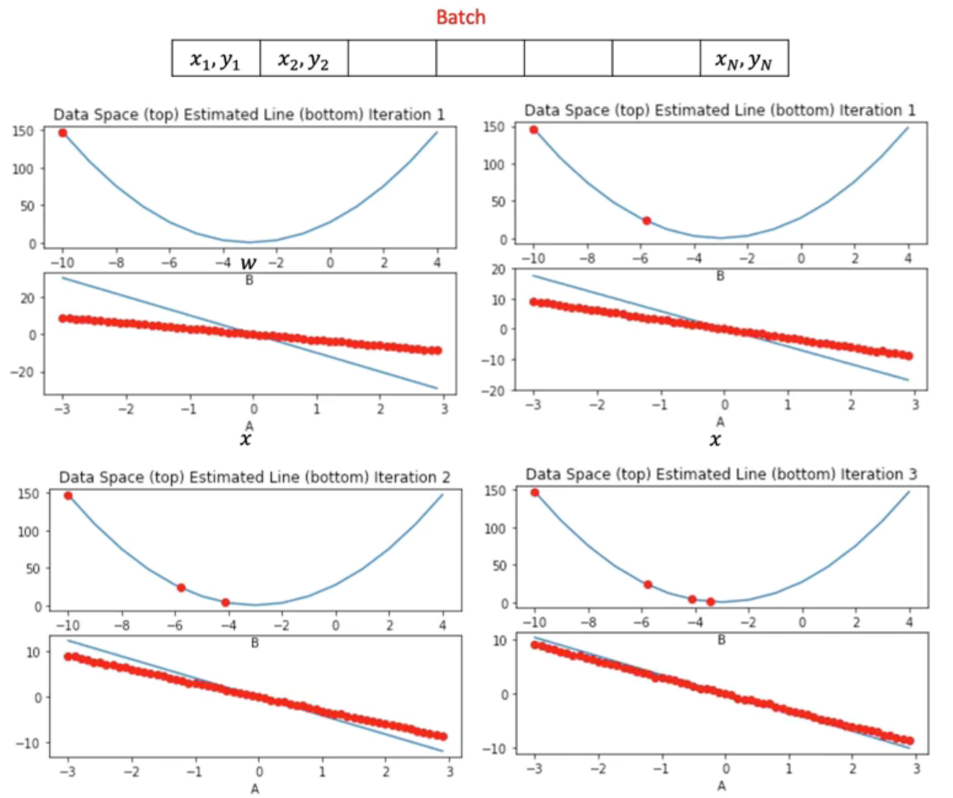 Batch
x₁, y₁ x₂, y₂ x_N, y_N
Data Space (top) Estimated Line (bottom) Iteration 1
150
100
50
0
−10 −8 −6 −4 w −2 0 2 4
B
20
0
−20
−3 −2 −1 0 1 2 3
A
x
Data Space (top) Estimated Line (bottom) Iteration 1
150
100
50
0
−10 −8 −6 −4 −2 0 2 4
B
20
10
0
−10
−20
−3 −2 −1 0 1 2 3
A
x
Data Space (top) Estimated Line (bottom) Iteration 2
150
100
50
0
−10 −8 −6 −4 −2 0 2 4
B
10
0
−10
−3 −2 −1 0 1 2 3
A
Data Space (top) Estimated Line (bottom) Iteration 3
150
100
50
0
−10 −8 −6 −4 −2 0 2 4
B
10
0
−10
−3 −2 −1 0 1 2 3
A